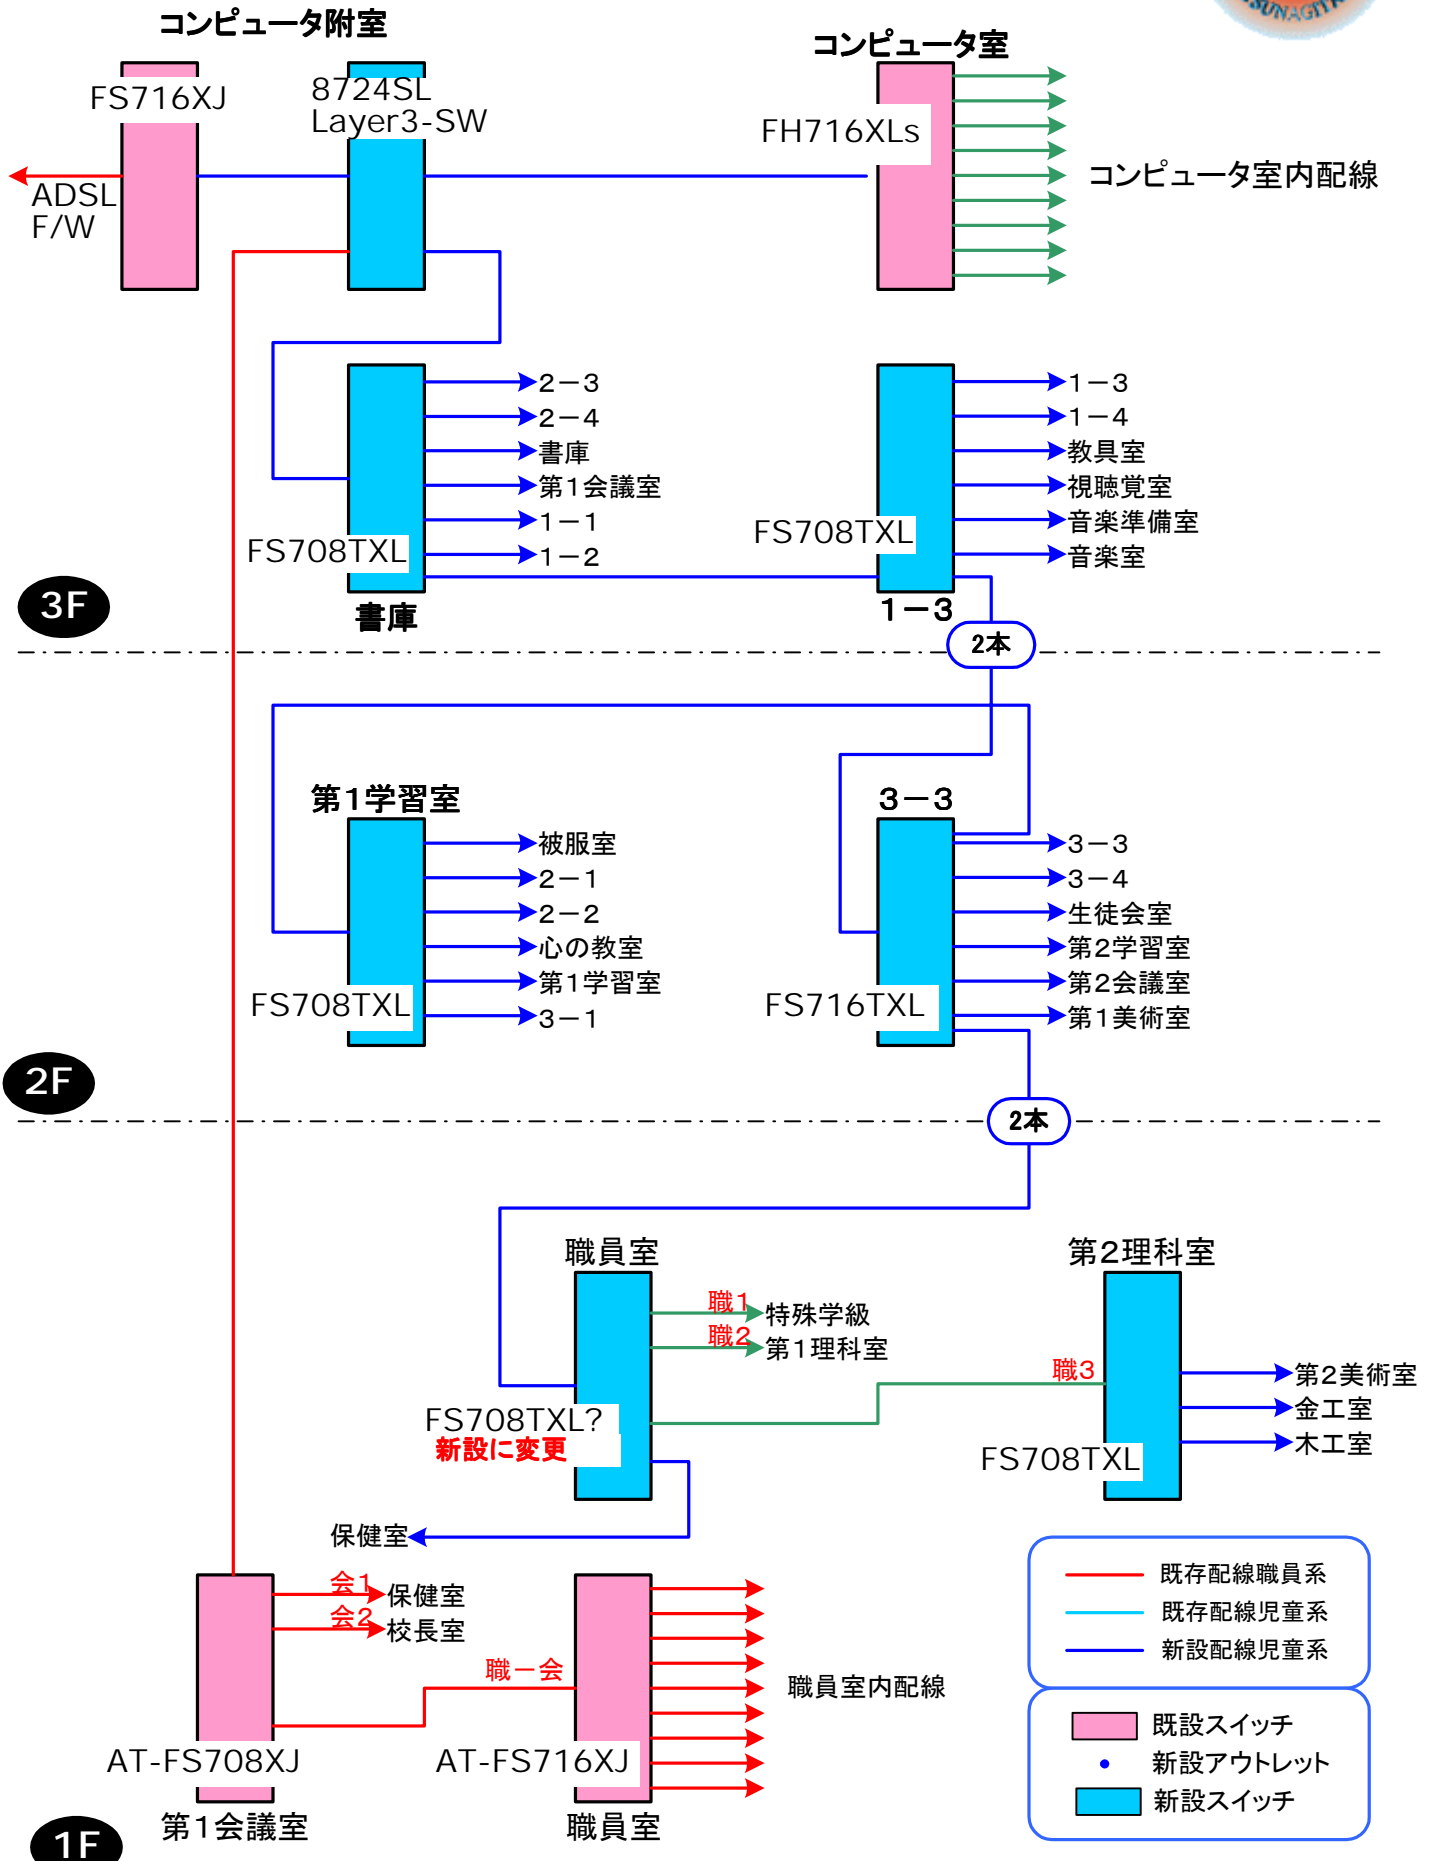 コンピュータ附室
コンピュータ室
FS716XJ
8724SL
Layer3-SW
FH716XLs
ADSL
F/W
コンピュータ室内配線
2−3
2−4
書庫
第1会議室
1−1
1−2
FS708TXL
書庫
1−3
1−4
教具室
視聴覚室
音楽準備室
音楽室
FS708TXL
1−3
3F
2本
第1学習室
被服室
2−1
2−2
心の教室
第1学習室
3−1
FS708TXL
3−3
3−3
3−4
生徒会室
第2学習室
第2会議室
第1美術室
FS716TXL
2F
2本
職員室
職1
特殊学級
職2
第1理科室
職3
FS708TXL?
新設に変更
第2理科室
第2美術室
金工室
木工室
FS708TXL
保健室
会1
保健室
会2
校長室
職−会
AT-FS708XJ
第1会議室
AT-FS716XJ
職員室
職員室内配線
1F
既存配線職員系
既存配線児童系
新設配線児童系
既設スイッチ
新設アウトレット
新設スイッチ